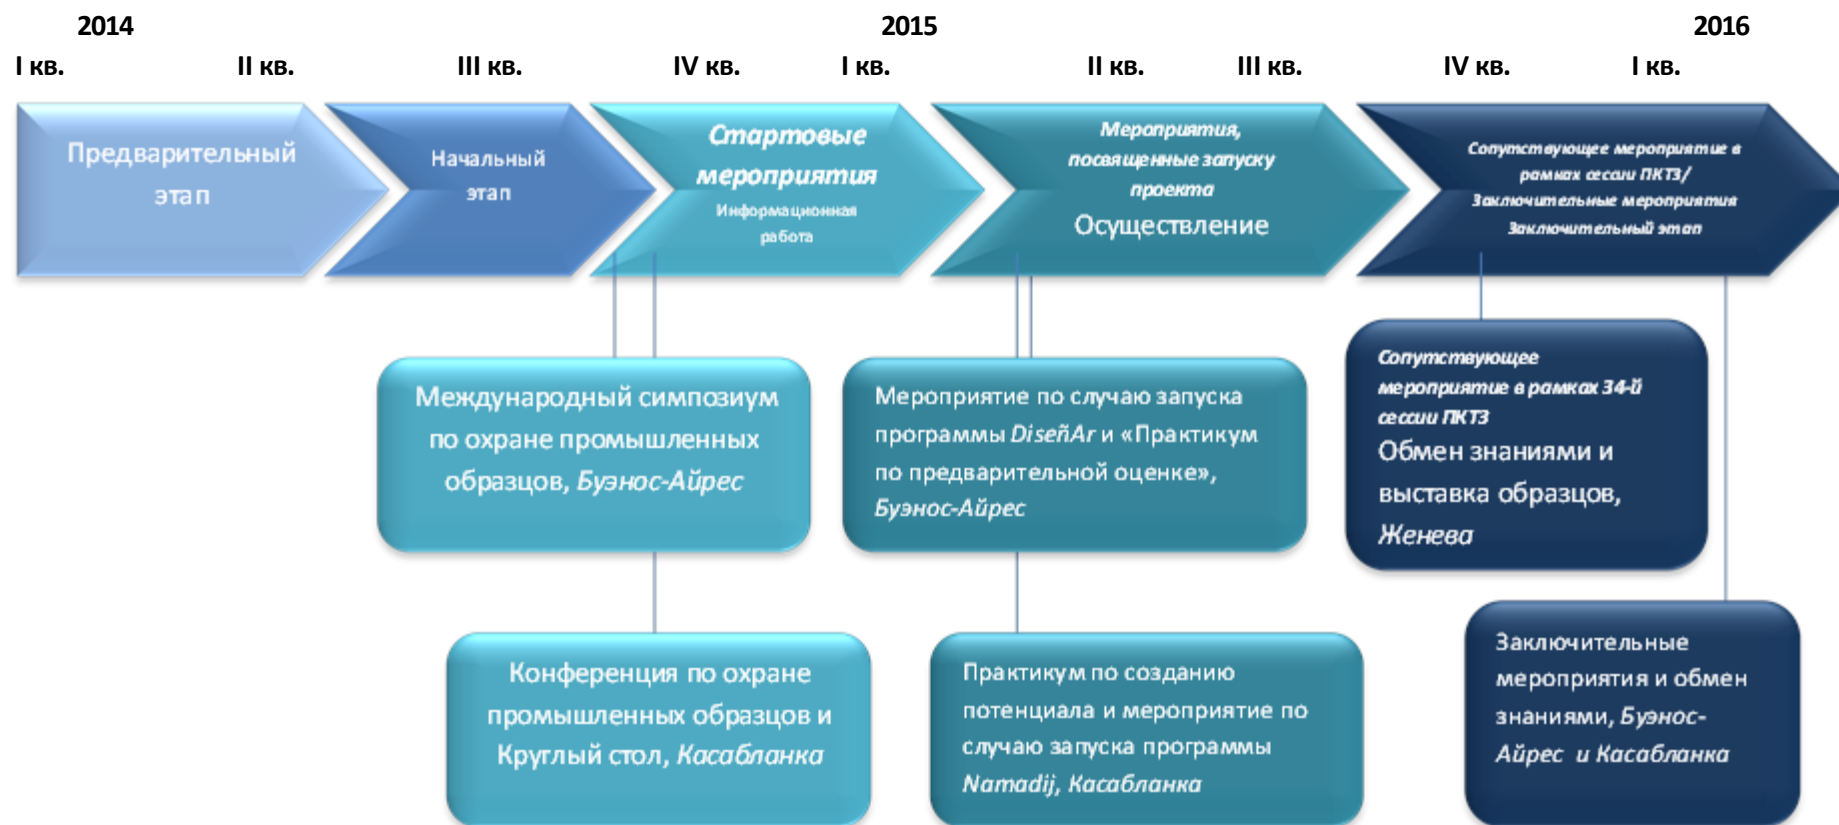 2014 2015 2016
I кв. II кв. III кв. IV кв. I кв. II кв. III кв. IV кв. I кв.
Предварительный
этап
Начальный
этап
Стартовые
мероприятия
Информационная
работа
Мероприятия,
посвященные запуску
проекта
Осуществление
Сопутствующее мероприятие в
рамках сессии ПКТЗ/
Заключительные мероприятия
Заключительный этап
Международный симпозиум
по охране промышленных
образцов, Буэнос-Айрес
Мероприятие по случаю запуска
программы DiseñAr и «Практикум
по предварительной оценке»,
Буэнос-Айрес
Сопутствующее
мероприятие в рамках 34-й
сессии ПКТЗ
Обмен знаниями и
выставка образцов,
Женева
Конференция по охране
промышленных образцов и
Круглый стол, Касабланка
Практикум по созданию
потенциала и мероприятие по
случаю запуска программы
Namadij, Касабланка
Заключительные
мероприятия и обмен
знаниями, Буэнос-
Айрес и Касабланка